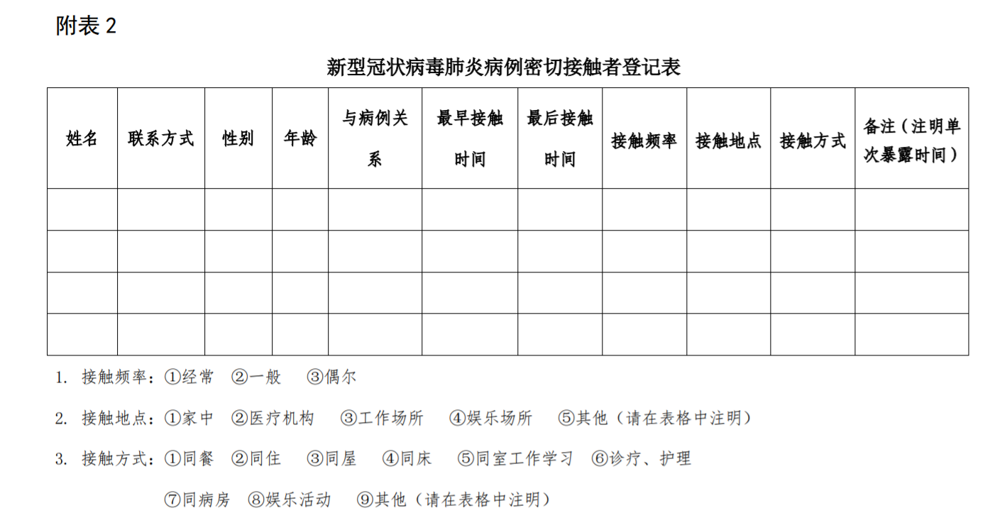 附表 2
新型冠状病毒肺炎病例密切接触者登记表
姓名 联系方式 性别 年龄 与病例关系 最早接触时间 最后接触时间 接触频率 接触地点 接触方式 备注（注明单次暴露时间）
1. 接触频率：①经常 ②一般 ③偶尔
2. 接触地点：①家中 ②医疗机构 ③工作场所 ④娱乐场所 ⑤其他（请在表格中注明）
3. 接触方式：①同餐 ②同住 ③同屋 ④同床 ⑤同室工作学习 ⑥诊疗、护理
⑦同病房 ⑧娱乐活动 ⑨其他（请在表格中注明）